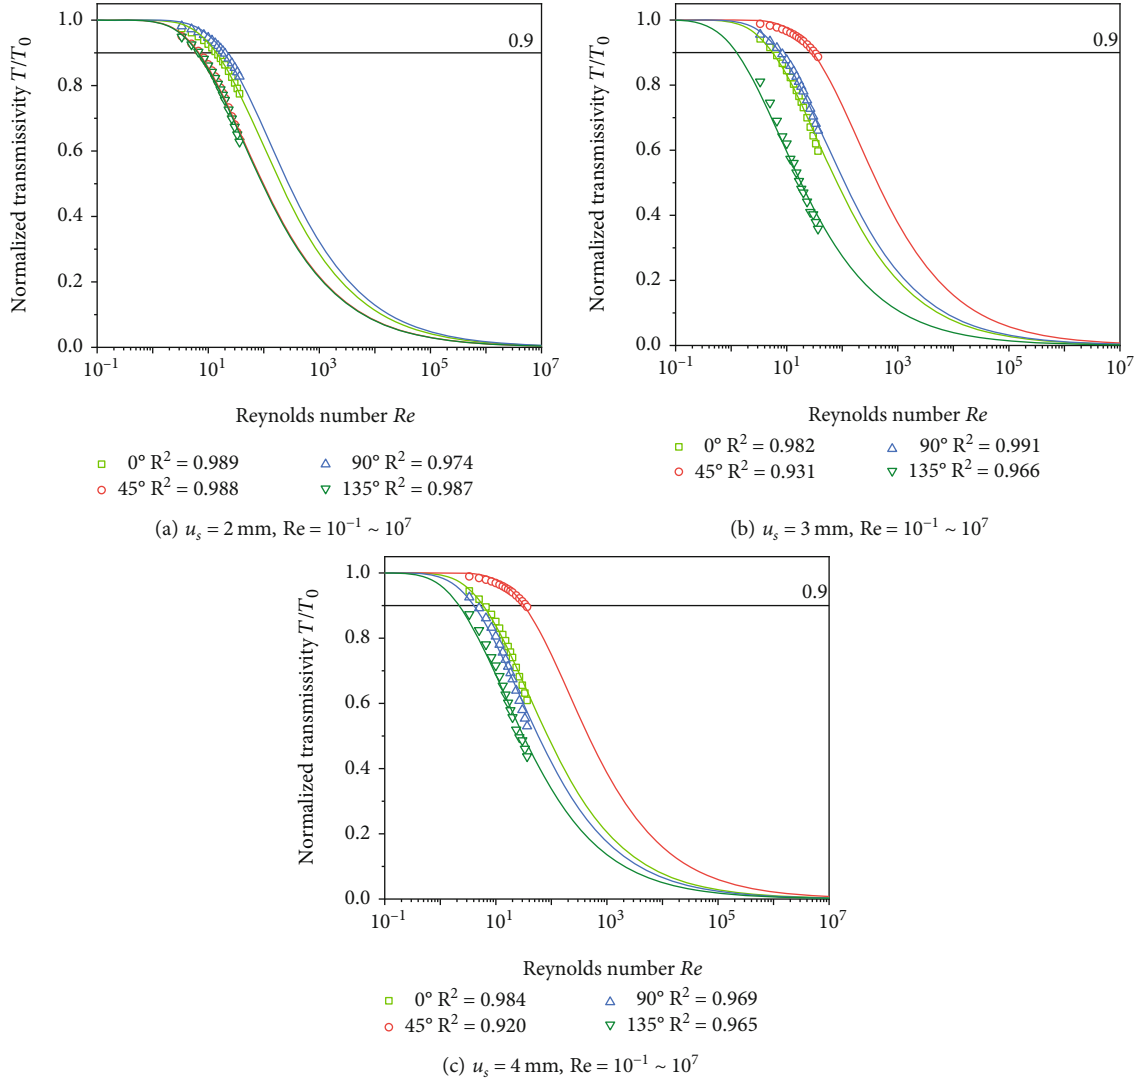 Normalized transmissivity T/T₀
1.0
0.8
0.6
0.4
0.2
0.0
0.9
10⁻¹ 10¹ 10³ 10⁵ 10⁷
Reynolds number Re
0° R² = 0.989
90° R² = 0.974
45° R² = 0.988
135° R² = 0.987
(a) uₛ = 2 mm, Re = 10⁻¹ ~ 10⁷
Normalized transmissivity T/T₀
1.0
0.8
0.6
0.4
0.2
0.0
0.9
10⁻¹ 10¹ 10³ 10⁵ 10⁷
Reynolds number Re
0° R² = 0.982
90° R² = 0.991
45° R² = 0.931
135° R² = 0.966
(b) uₛ = 3 mm, Re = 10⁻¹ ~ 10⁷
Normalized transmissivity T/T₀
1.0
0.8
0.6
0.4
0.2
0.0
0.9
10⁻¹ 10¹ 10³ 10⁵ 10⁷
Reynolds number Re
0° R² = 0.984
90° R² = 0.969
45° R² = 0.920
135° R² = 0.965
(c) uₛ = 4 mm, Re = 10⁻¹ ~ 10⁷